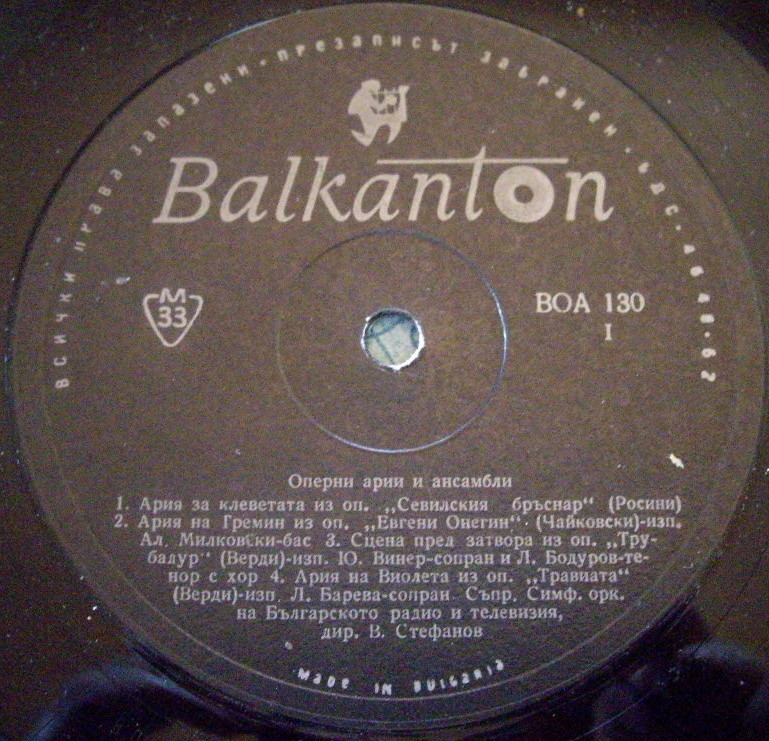 ВСИЧКИ ПРАВА ЗАПАЗЕНИ · ПРЕЗАПИСЪТ ЗАБРАНЕН · БДС · 4648 · 62
Balkanton
М
33
ВОА 130
I
Оперни арии и ансамбли
1. Ария за клеветата из оп. „Севилския бръснар“ (Росини)
2. Ария на Гремин из оп. „Евгени Онегин“ (Чайковски)-изп.
Ал. Милковски-бас 3. Сцена пред затвора из оп. „Тру-
бадур“ (Верди)-изп. Ю. Винер-сопран и Л. Бодуров-те-
нор с хор 4. Ария на Виолета из оп. „Травиата“
(Верди)-изп. Л. Барева-сопран. Съпр. Симф. орк.
на Българското радио и телевизия,
дир. В. Стефанов
MADE IN BULGARIA